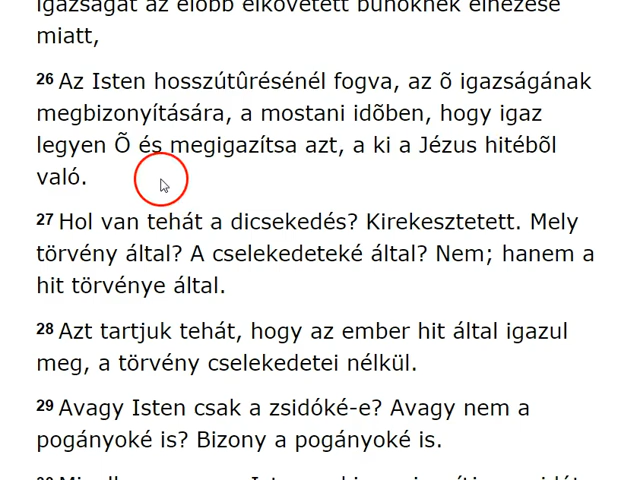 igazságát az előbb elkövetett bűnöknek elnézése
miatt,
26 Az Isten hosszútûrésénél fogva, az õ igazságának
megbizonyítására, a mostani idõben, hogy igaz
legyen Õ és megigazítsa azt, a ki a Jézus hitébõl
való.
27 Hol van tehát a dicsekedés? Kirekesztetett. Mely
törvény által? A cselekedeteké által? Nem; hanem a
hit törvénye által.
28 Azt tartjuk tehát, hogy az ember hit által igazul
meg, a törvény cselekedetei nélkül.
29 Avagy Isten csak a zsidóké-e? Avagy nem a
pogányoké is? Bizony a pogányoké is.